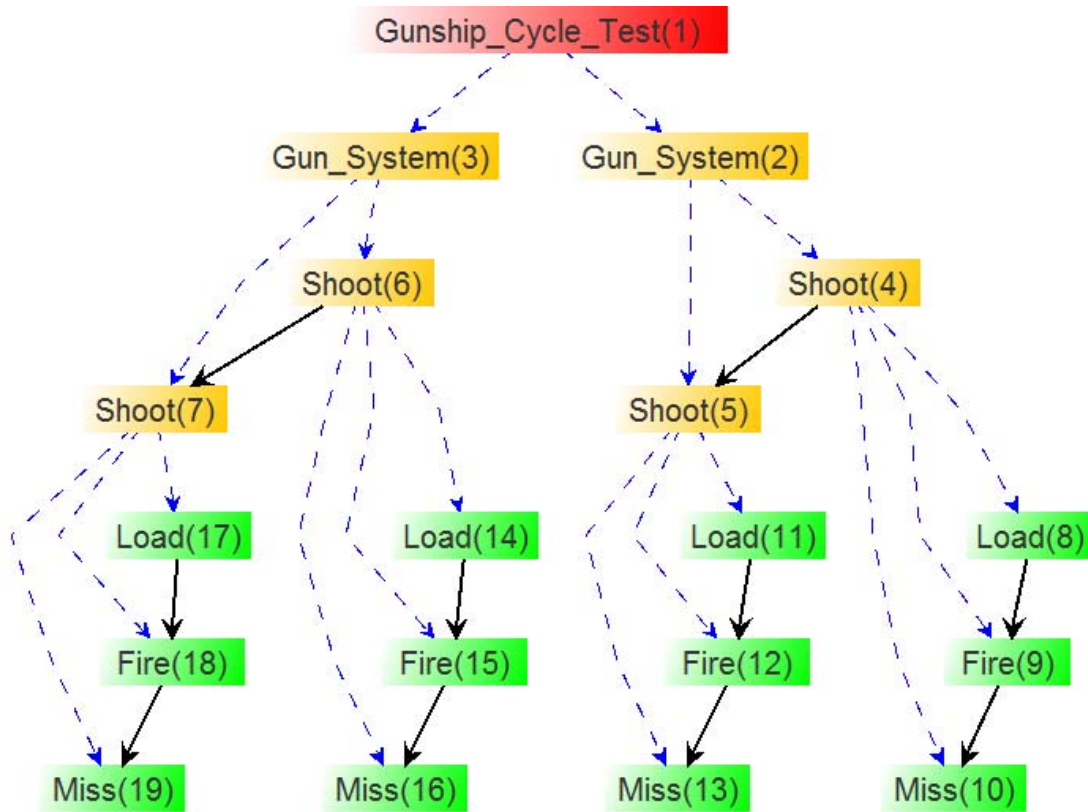 Gunship_Cycle_Test(1)
Gun_System(3)
Gun_System(2)
Shoot(6)
Shoot(4)
Shoot(7)
Shoot(5)
Load(17)
Load(14)
Load(11)
Load(8)
Fire(18)
Fire(15)
Fire(12)
Fire(9)
Miss(19)
Miss(16)
Miss(13)
Miss(10)